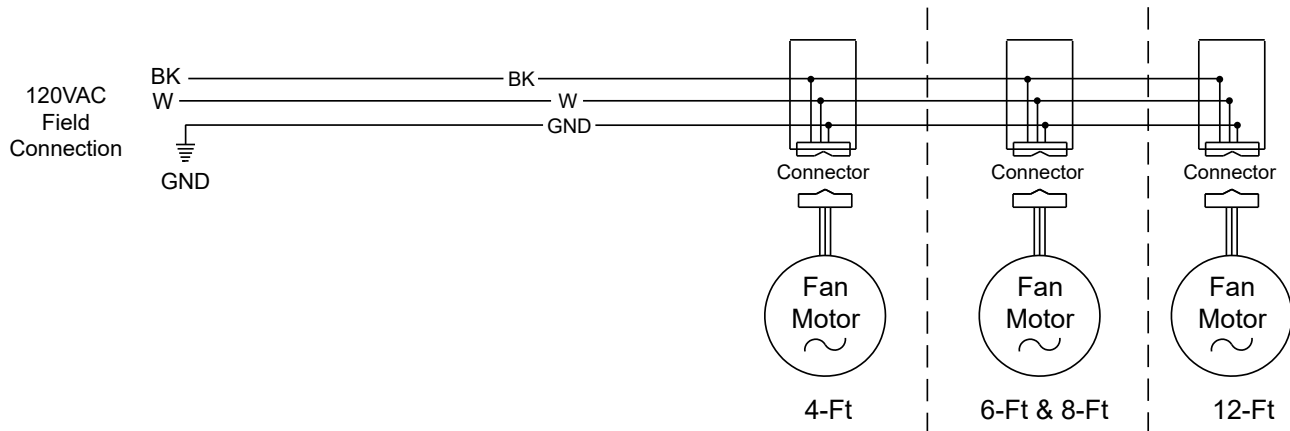 120VAC
Field
Connection
BK
W
GND
BK
W
GND
Connector
Connector
Connector
Fan
Motor
Fan
Motor
Fan
Motor
4-Ft
6-Ft & 8-Ft
12-Ft